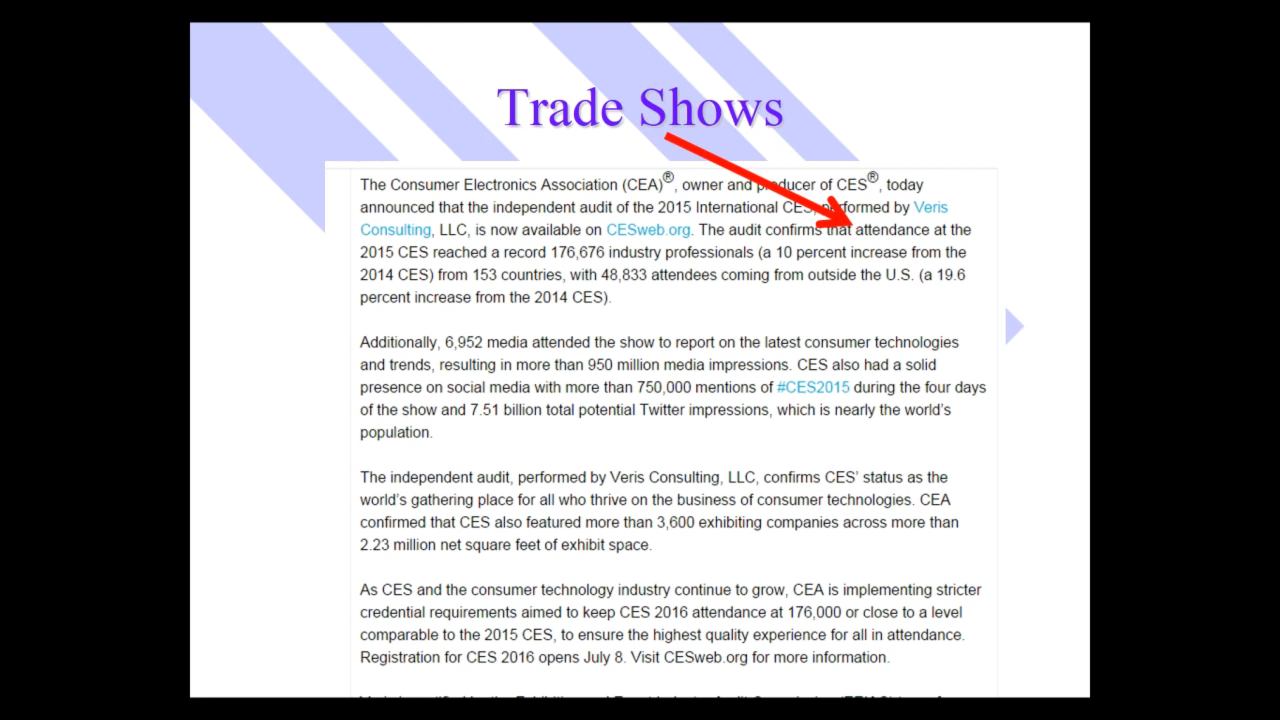 Trade Shows
The Consumer Electronics Association (CEA)®, owner and producer of CES®, today
announced that the independent audit of the 2015 International CES, performed by Veris
Consulting, LLC, is now available on CESweb.org. The audit confirms that attendance at the
2015 CES reached a record 176,676 industry professionals (a 10 percent increase from the
2014 CES) from 153 countries, with 48,833 attendees coming from outside the U.S. (a 19.6
percent increase from the 2014 CES).
Additionally, 6,952 media attended the show to report on the latest consumer technologies
and trends, resulting in more than 950 million media impressions. CES also had a solid
presence on social media with more than 750,000 mentions of #CES2015 during the four days
of the show and 7.51 billion total potential Twitter impressions, which is nearly the world’s
population.
The independent audit, performed by Veris Consulting, LLC, confirms CES’ status as the
world’s gathering place for all who thrive on the business of consumer technologies. CEA
confirmed that CES also featured more than 3,600 exhibiting companies across more than
2.23 million net square feet of exhibit space.
As CES and the consumer technology industry continue to grow, CEA is implementing stricter
credential requirements aimed to keep CES 2016 attendance at 176,000 or close to a level
comparable to the 2015 CES, to ensure the highest quality experience for all in attendance.
Registration for CES 2016 opens July 8. Visit CESweb.org for more information.